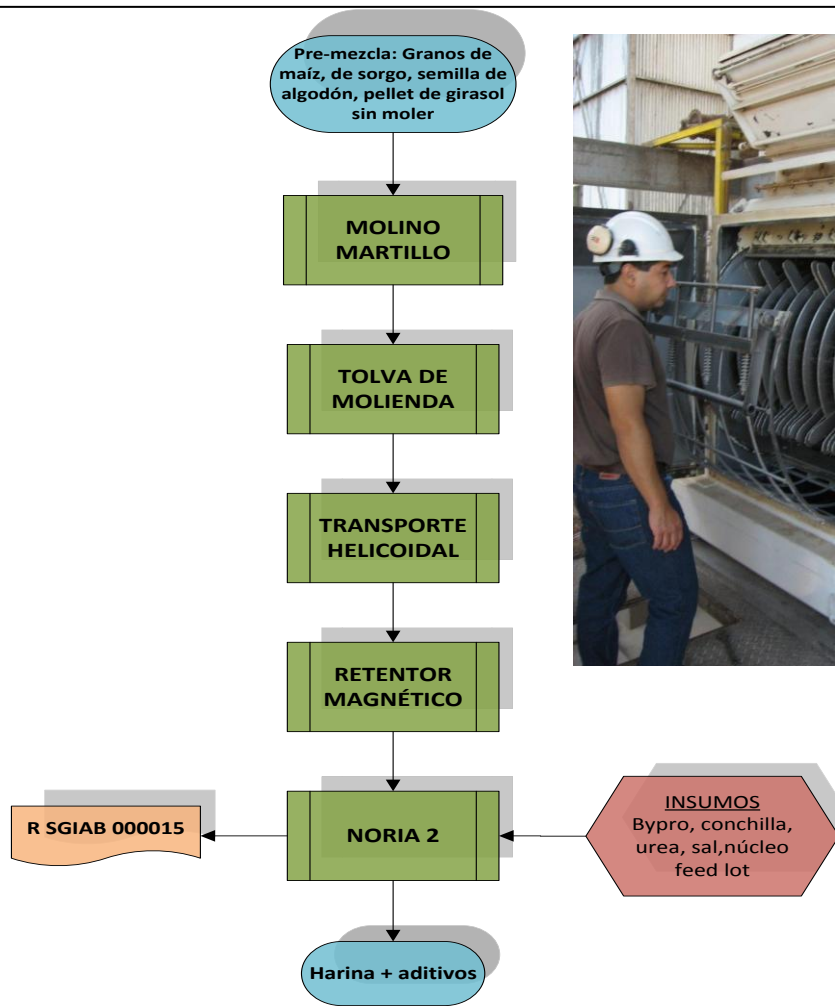 Pre-mezcla: Granos de
maíz, de sorgo, semilla de
algodón, pellet de girasol
sin moler
MOLINO
MARTILLO
TOLVA DE
MOLIENDA
TRANSPORTE
HELICOIDAL
RETENTOR
MAGNÉTICO
R SGIAB 000015
NORIA 2
INSUMOS
Bypro, conchilla,
urea, sal,núcleo
feed lot
Harina + aditivos